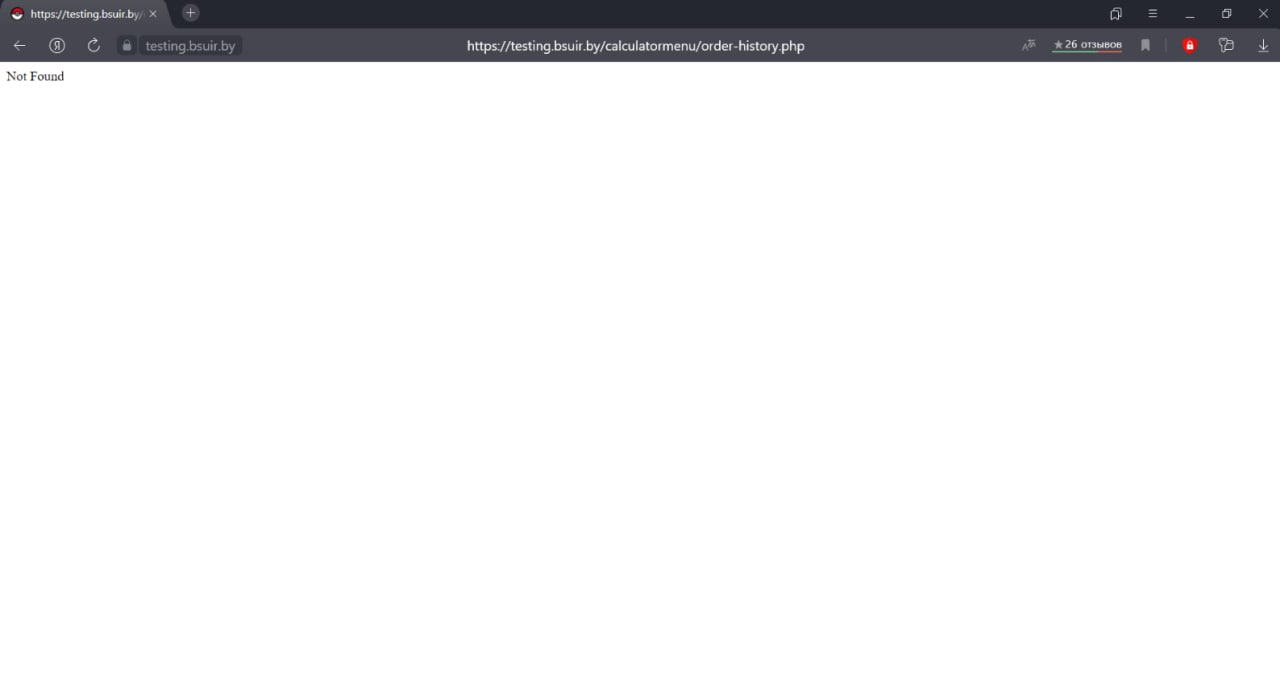 https://testing.bsuir.by/
testing.bsuir.by
https://testing.bsuir.by/calculatormenu/order-history.php
26 отзывов
Not Found